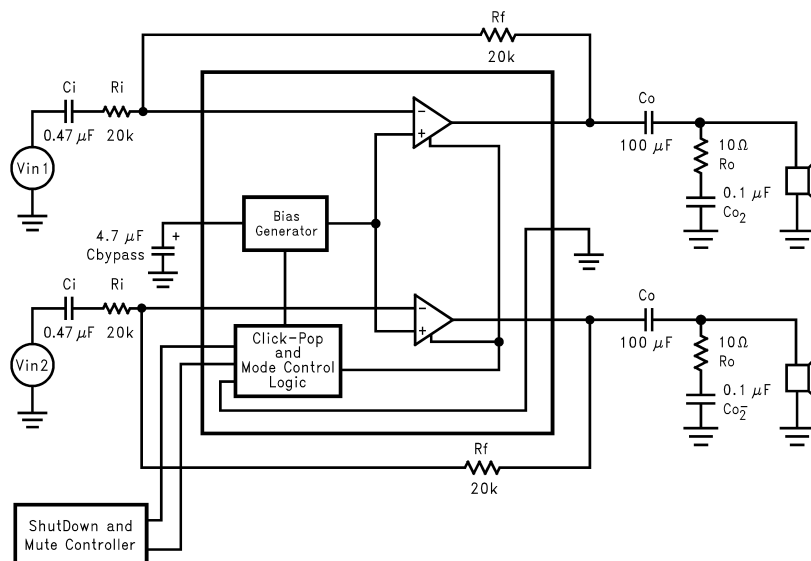 Rf
20k
Ci
Ri
0.47 μF
20k
Vin1
−
+
Co
100 μF
10Ω
Ro
0.1 μF
Co2
Bias
Generator
4.7 μF
+
Cbypass
Ci
Ri
0.47 μF
20k
Vin2
−
+
Co
100 μF
10Ω
Ro
0.1 μF
Co2
Click-Pop
and
Mode Control
Logic
Rf
20k
ShutDown and
Mute Controller